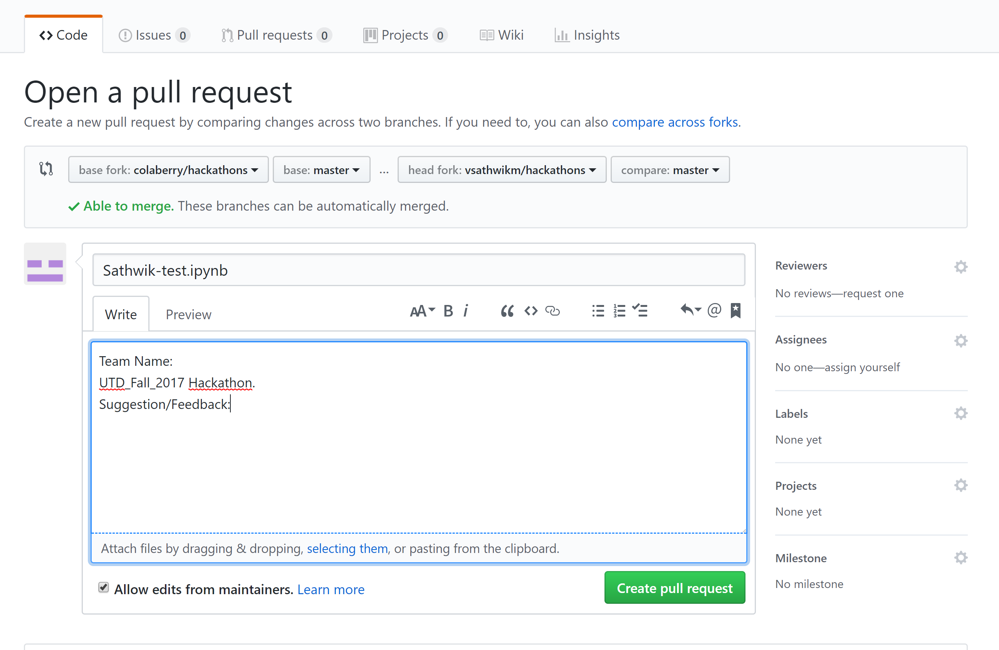 Code Issues 0 Pull requests 0 Projects 0 Wiki Insights
Open a pull request
Create a new pull request by comparing changes across two branches. If you need to, you can also compare across forks.
base fork: colaberry/hackathons base: master ... head fork: vsathwikm/hackathons compare: master
Able to merge. These branches can be automatically merged.
Sathwik-test.ipynb
Write Preview AA B i
Team Name:
UTD_Fall_2017 Hackathon.
Suggestion/Feedback:
Attach files by dragging & dropping, selecting them, or pasting from the clipboard.
Allow edits from maintainers. Learn more
Create pull request
Reviewers
No reviews—request one
Assignees
No one—assign yourself
Labels
None yet
Projects
None yet
Milestone
No milestone